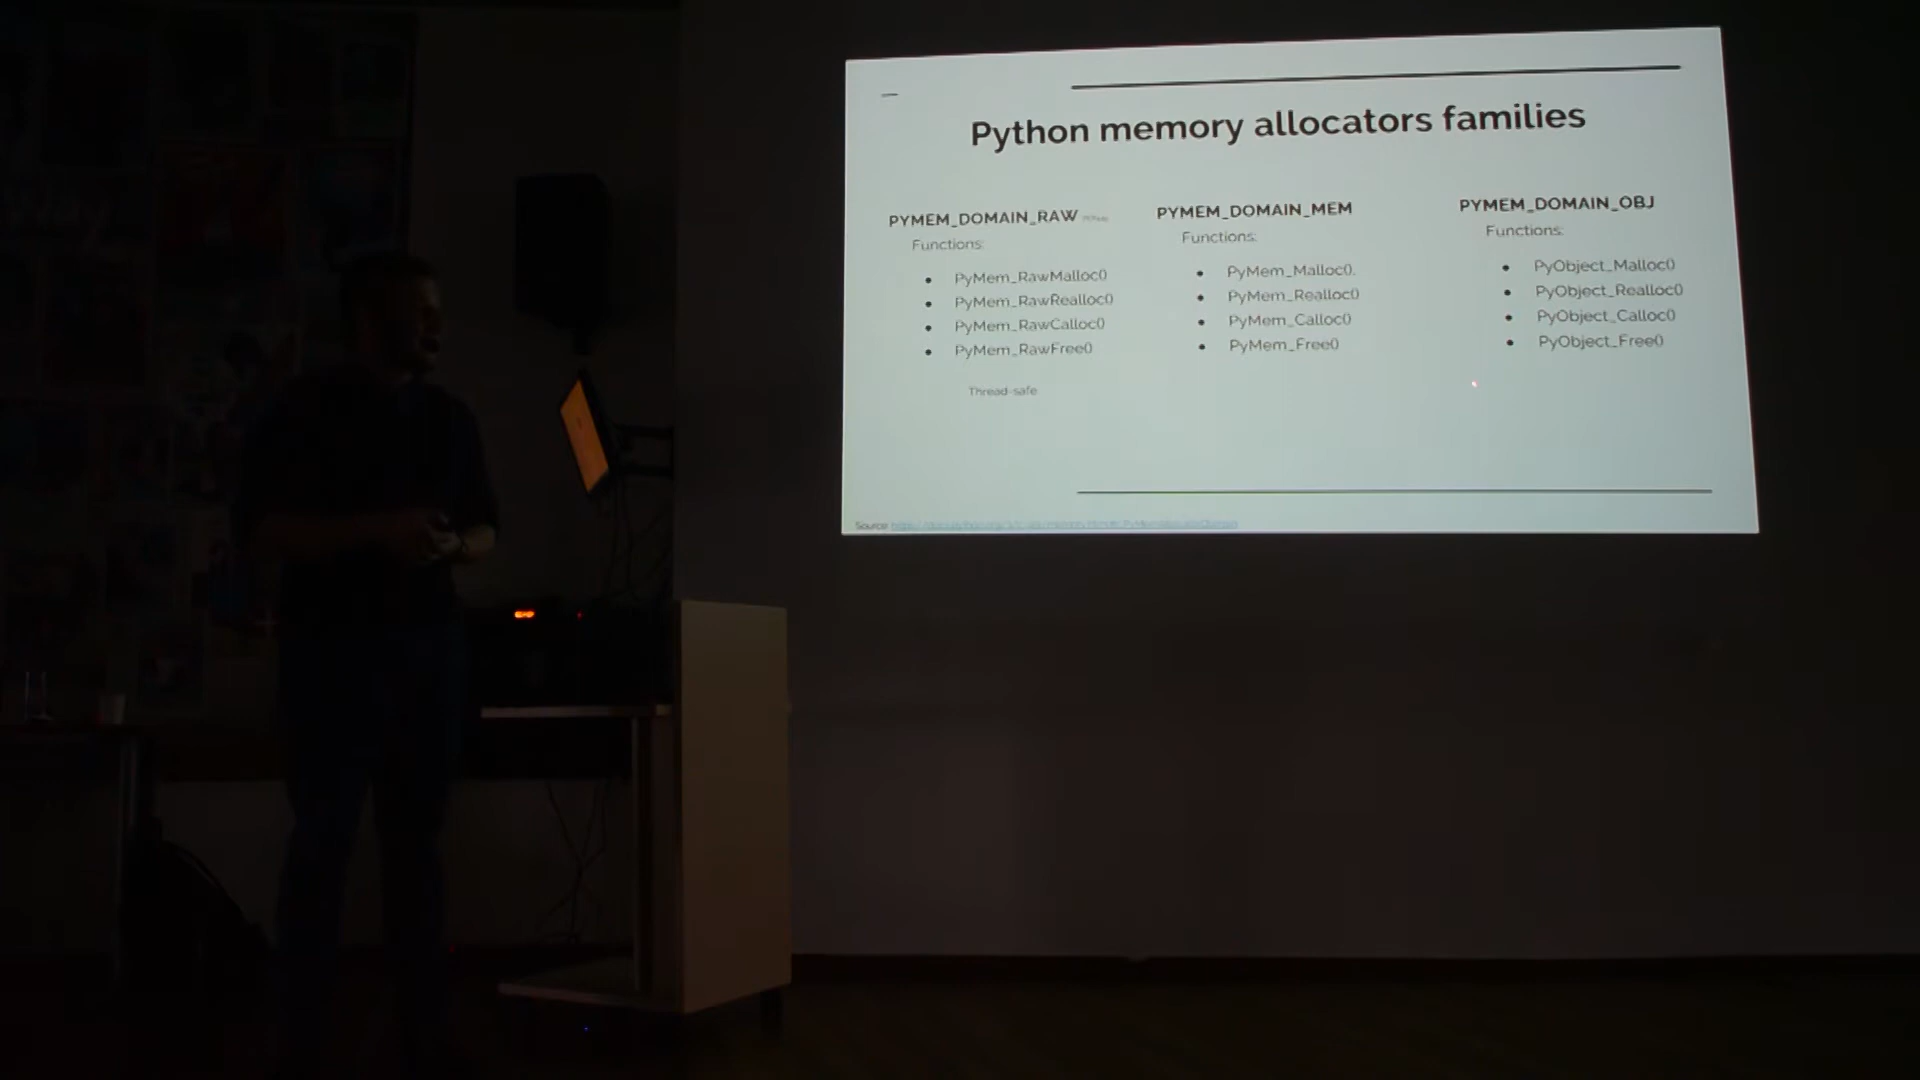 Python memory allocators families
PYMEM_DOMAIN_RAW
Functions:
PyMem_RawMalloc()
PyMem_RawRealloc()
PyMem_RawCalloc()
PyMem_RawFree()
Thread-safe
PYMEM_DOMAIN_MEM
Functions:
PyMem_Malloc(),
PyMem_Realloc()
PyMem_Calloc()
PyMem_Free()
PYMEM_DOMAIN_OBJ
Functions:
PyObject_Malloc()
PyObject_Realloc()
PyObject_Calloc()
PyObject_Free()
Source: